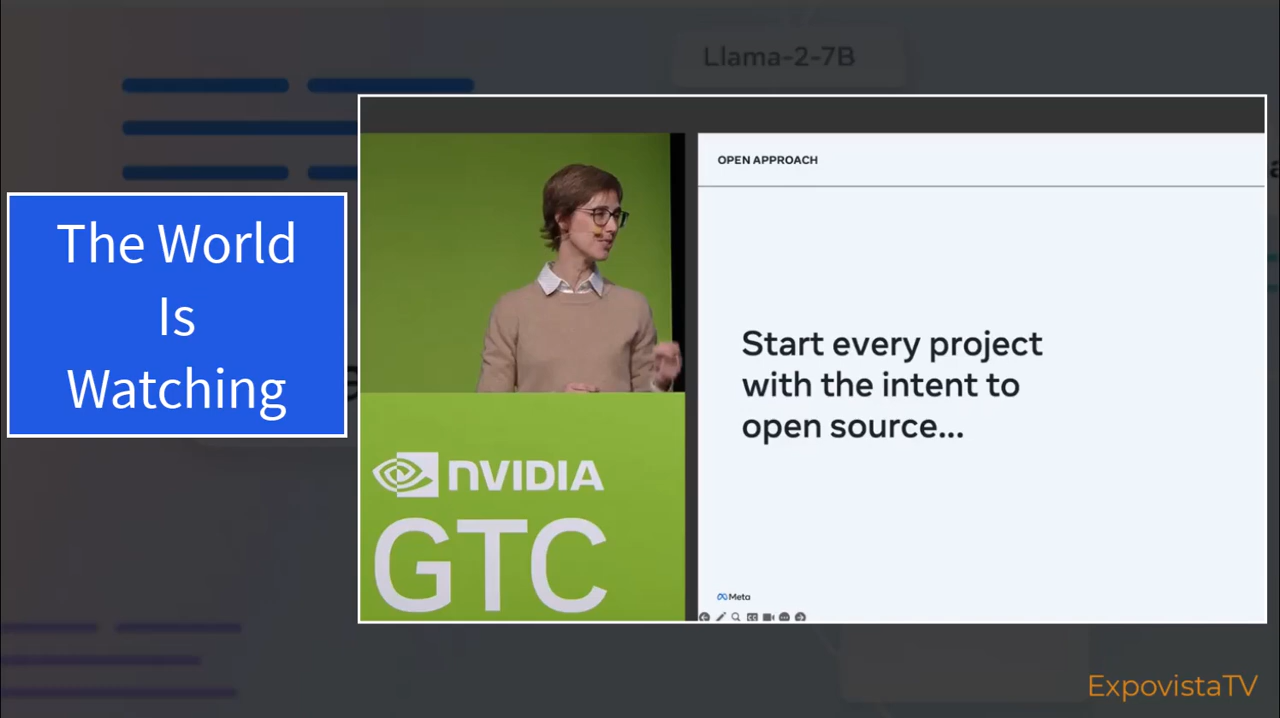 Llama-2-7B
The World
Is
Watching
OPEN APPROACH
Start every project
with the intent to
open source...
NVIDIA
GTC
Meta
ExpovistaTV